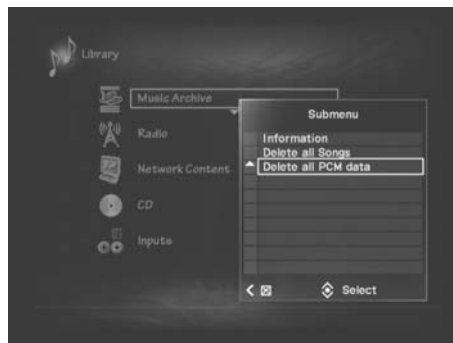 Library
Music Archive
Radio
Network Content
CD
Inputs
Submenu
Information
Delete all Songs
Delete all PCM data
Select